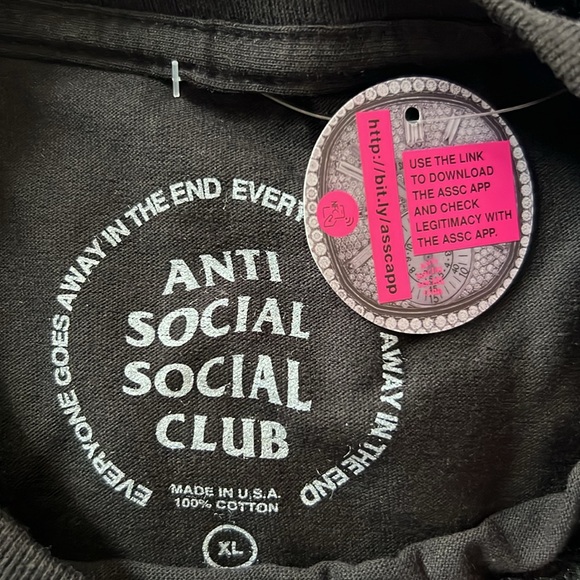 EVERYONE GOES AWAY IN THE END
AWAY IN THE END
ANTI
SOCIAL
SOCIAL
CLUB
MADE IN U.S.A.
100% COTTON
XL
http://bit.ly/asscapp
USE THE LINK
TO DOWNLOAD
THE ASSC APP
AND CHECK
LEGITIMACY WITH
THE ASSC APP.